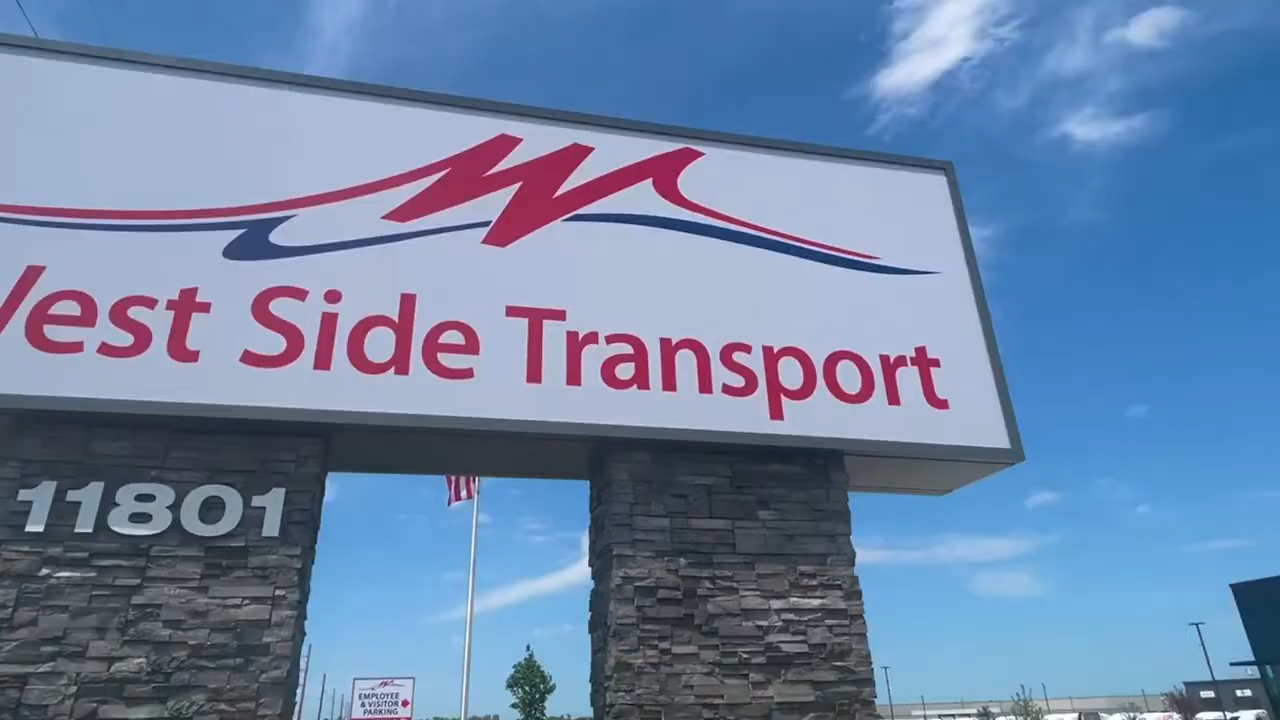 West Side Transport
11801
EMPLOYEE
& VISITOR
PARKING